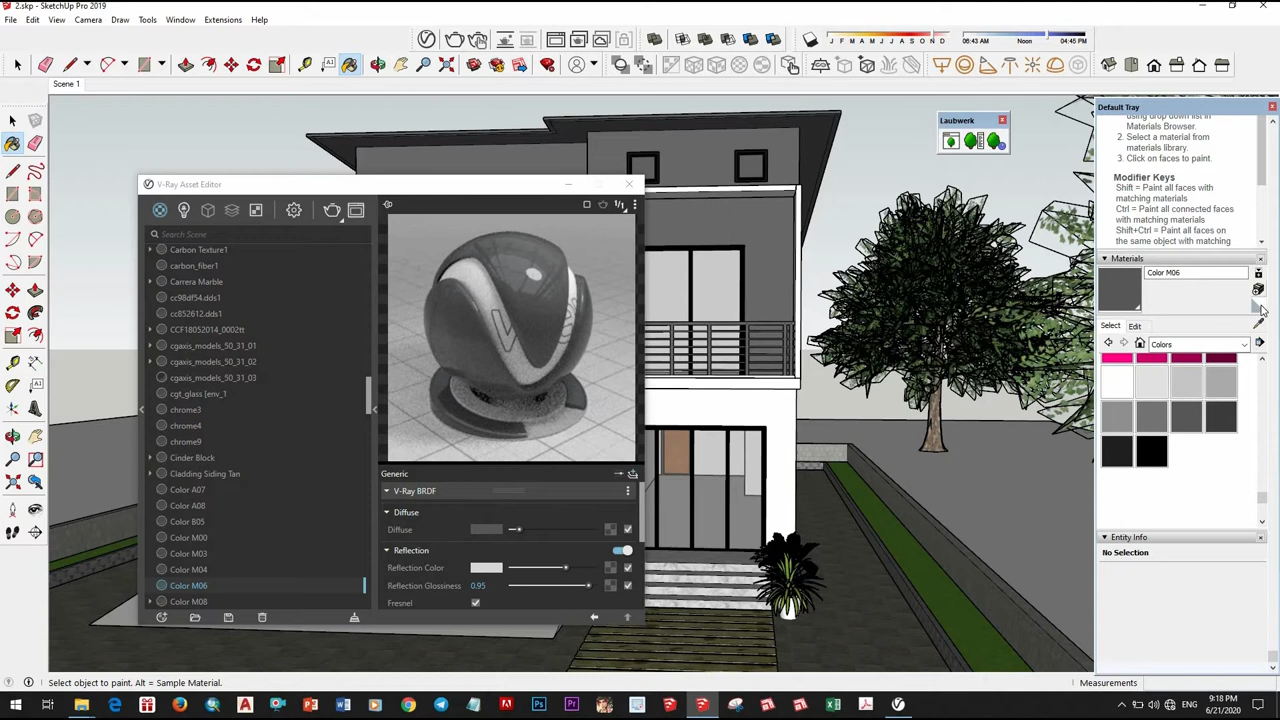 2.skp - SketchUp Pro 2019
File Edit View Camera Draw Tools Window Extensions Help
J F M A M J J A S O N D
06:43 AM Noon 04:45 PM
Scene 1
Default Tray
using drop down list in
Materials Browser.
2. Select a material from
materials library.
3. Click on faces to paint.
Modifier Keys
Shift = Paint all faces with
matching materials
Ctrl = Paint all connected faces
with matching materials
Shift+Ctrl = Paint all faces on
the same object with matching
Laubwerk
Materials
Color M06
Select Edit
Colors
Entity Info
No Selection
V-Ray Asset Editor
1/1
Search Scene
Carbon Texture1
carbon_fiber1
Carrera Marble
cc98df54.dds1
cc852612.dds1
CCF18052014_0002tt
cgaxis_models_50_31_01
cgaxis_models_50_31_02
cgaxis_models_50_31_03
cgt_glass [env_1
chrome3
chrome4
chrome9
Cinder Block
Cladding Siding Tan
Color A07
Color A08
Color B05
Color M00
Color M03
Color M04
Color M06
Color M08
Generic
V-Ray BRDF
Diffuse
Diffuse
Reflection
Reflection Color
Reflection Glossiness 0.95
Fresnel
Select object to paint. Alt = Sample Material.
Measurements
9:18 PM
6/21/2020